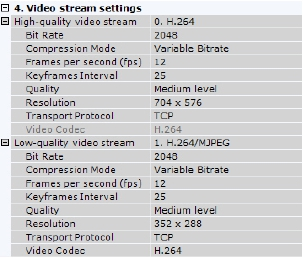 4. Video stream settings
High-quality video stream 0. H.264
Bit Rate 2048
Compression Mode Variable Bitrate
Frames per second (fps) 12
Keyframes Interval 25
Quality Medium level
Resolution 704 x 576
Transport Protocol TCP
Video Codec H.264
Low-quality video stream 1. H.264/MJPEG
Bit Rate 2048
Compression Mode Variable Bitrate
Frames per second (fps) 12
Keyframes Interval 25
Quality Medium level
Resolution 352 x 288
Transport Protocol TCP
Video Codec H.264